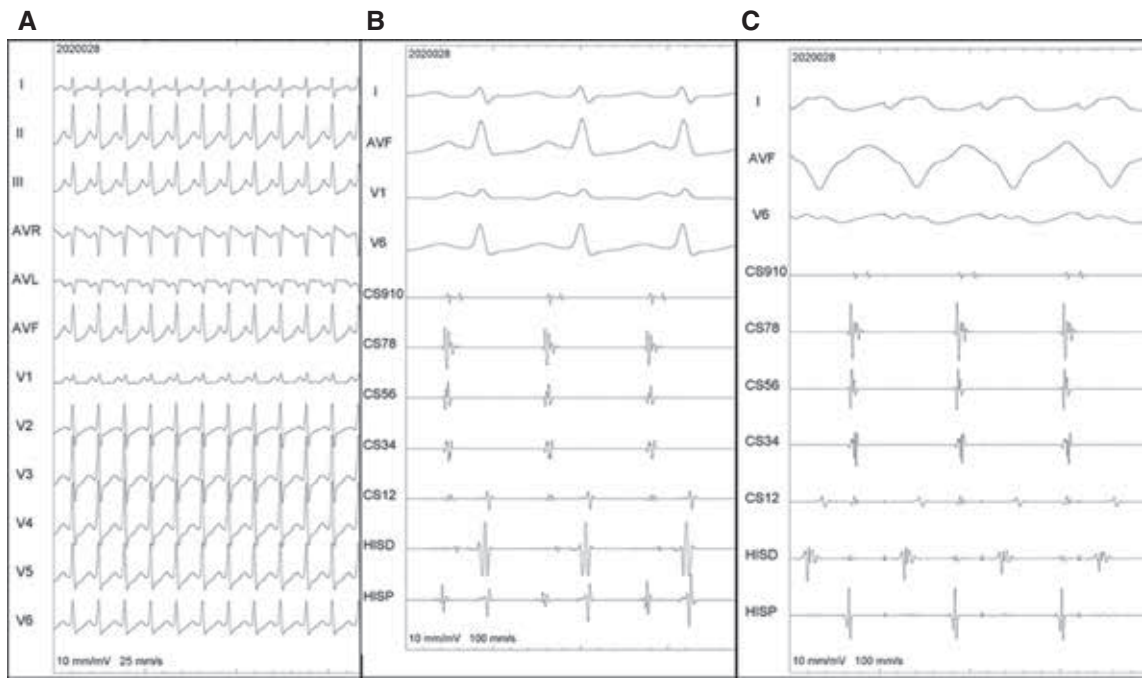 A
2020028
I
II
III
AVR
AVL
AVF
V1
V2
V3
V4
V5
V6
10 mm/mV 25 mm/s
B
2020028
I
AVF
V1
V6
CS910
CS78
CS56
CS34
CS12
HISD
HISP
10 mm/mV 100 mm/s
C
2020028
I
AVF
V6
CS910
CS78
CS56
CS34
CS12
HISD
HISP
10 mm/mV 100 mm/s